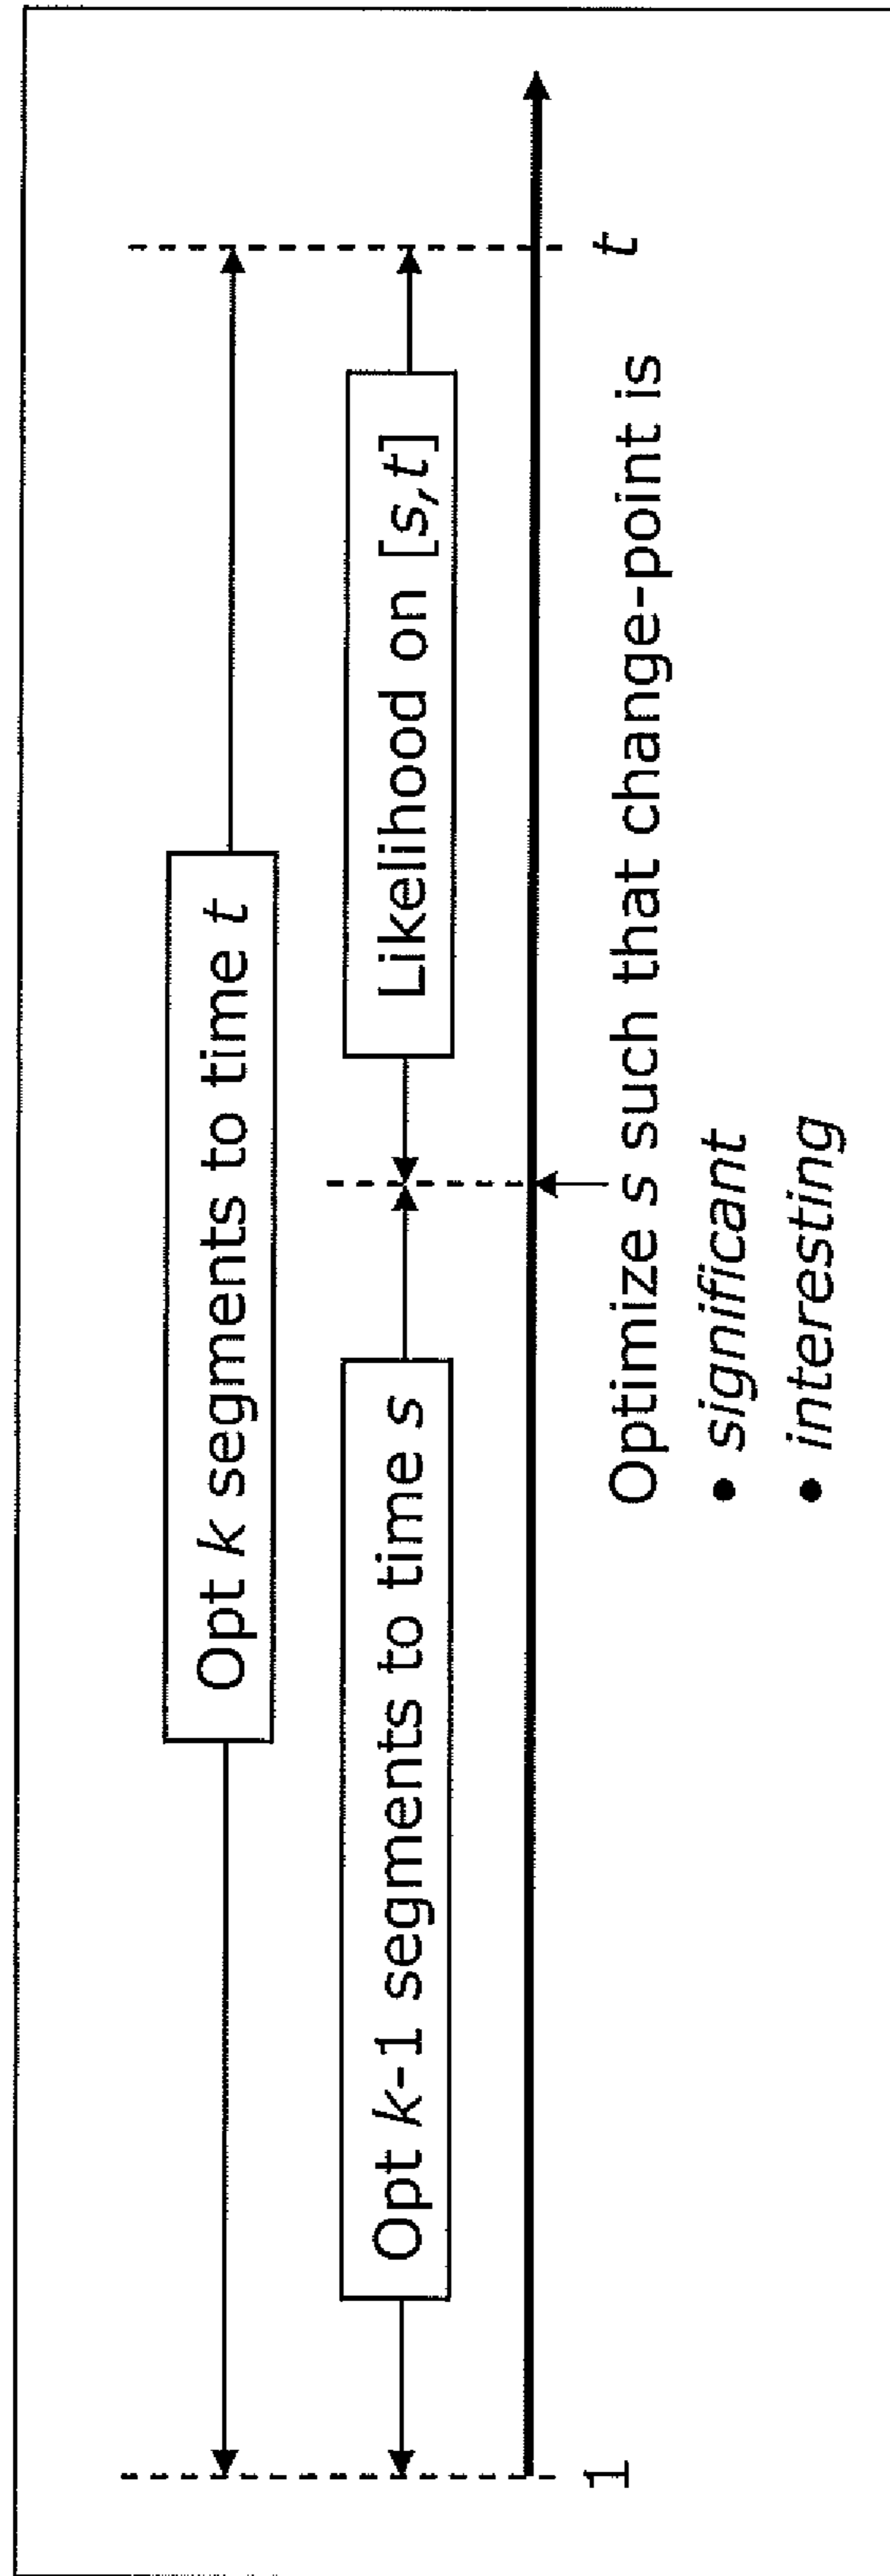 Opt k segments to time t
Opt k-1 segments to time s
Likelihood on [s,t]
1
t
Optimize s such that change-point is
• significant
• interesting